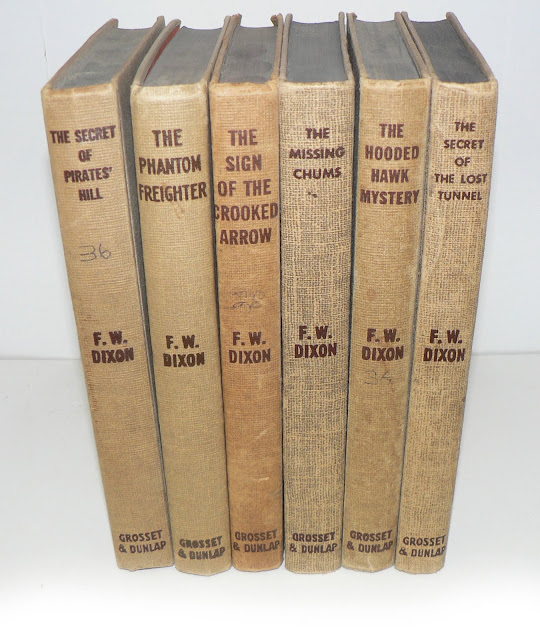 THE SECRET
OF
PIRATES'
HILL
36
F. W.
DIXON
GROSSET
& DUNLAP
THE
PHANTOM
FREIGHTER
F. W.
DIXON
GROSSET
& DUNLAP
THE
SIGN
OF THE
CROOKED
ARROW
F. W.
DIXON
GROSSET
& DUNLAP
THE
MISSING
CHUMS
F. W.
DIXON
GROSSET
& DUNLAP
THE
HOODED
HAWK
MYSTERY
F. W.
DIXON
34
GROSSET
& DUNLAP
THE
SECRET
OF
THE LOST
TUNNEL
F. W.
DIXON
GROSSET
& DUNLAP